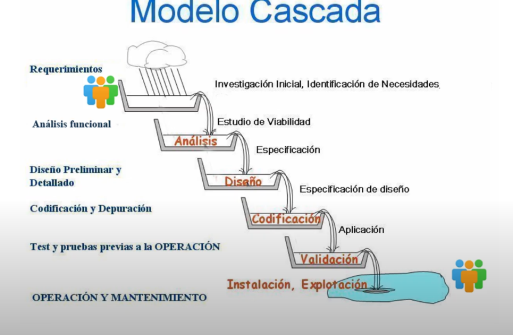 Modelo Cascada
Requerimientos
Investigación Inicial, Identificación de Necesidades
Análisis funcional
Estudio de Viabilidad
Análisis
Especificación
Diseño Preliminar y
Detallado
Diseño
Especificación de diseño
Codificación y Depuración
Codificación
Aplicación
Test y pruebas previas a la OPERACIÓN
Validación
Instalación, Explotación
OPERACIÓN Y MANTENIMIENTO